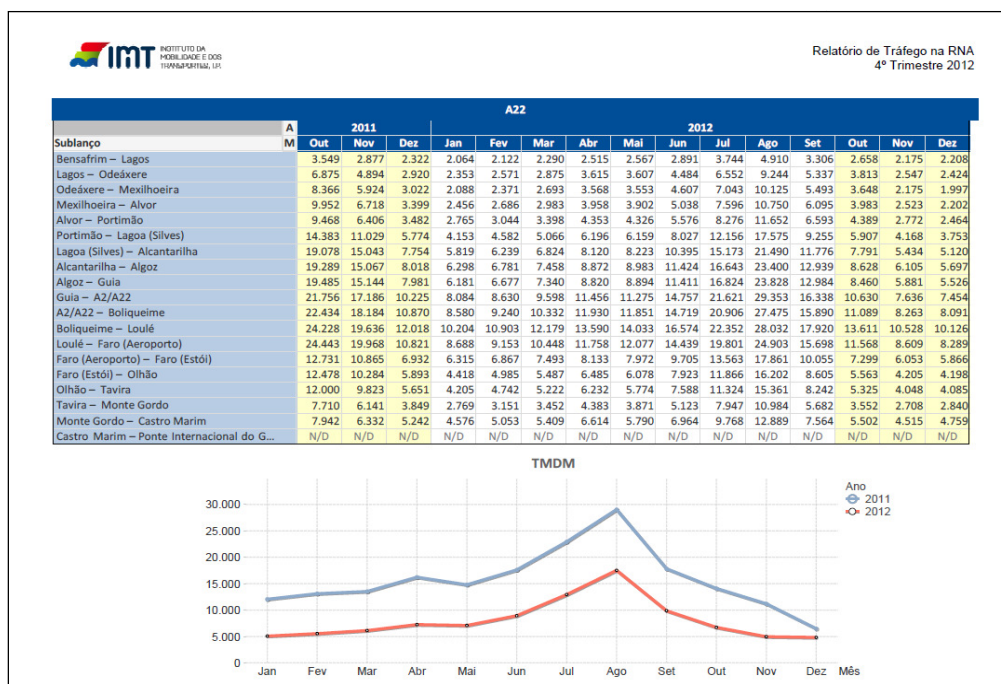 IMT INSTITUTO DA
MOBILIDADE E DOS
TRANSPORTES, I.P.
Relatório de Tráfego na RNA
4º Trimestre 2012
A22
A 2011 2012
Sublanço M Out Nov Dez Jan Fev Mar Abr Mai Jun Jul Ago Set Out Nov Dez
Bensafrim – Lagos 3.549 2.877 2.322 2.064 2.122 2.290 2.515 2.567 2.891 3.744 4.910 3.306 2.658 2.175 2.208
Lagos – Odeáxere 6.875 4.894 2.920 2.353 2.571 2.875 3.615 3.607 4.484 6.552 9.244 5.337 3.813 2.547 2.424
Odeáxere – Mexilhoeira 8.366 5.924 3.022 2.088 2.371 2.693 3.568 3.553 4.607 7.043 10.125 5.493 3.648 2.175 1.997
Mexilhoeira – Alvor 9.952 6.718 3.399 2.456 2.686 2.983 3.958 3.902 5.038 7.596 10.750 6.095 3.983 2.523 2.202
Alvor – Portimão 9.468 6.406 3.482 2.765 3.044 3.398 4.353 4.326 5.576 8.276 11.652 6.593 4.389 2.772 2.464
Portimão – Lagoa (Silves) 14.383 11.029 5.774 4.153 4.582 5.066 6.196 6.159 8.027 12.156 17.575 9.255 5.907 4.168 3.753
Lagoa (Silves) – Alcantarilha 19.078 15.043 7.754 5.819 6.239 6.824 8.120 8.223 10.395 15.173 21.490 11.776 7.791 5.434 5.120
Alcantarilha – Algoz 19.289 15.067 8.018 6.298 6.781 7.458 8.872 8.983 11.424 16.643 23.400 12.939 8.628 6.105 5.697
Algoz – Guia 19.485 15.144 7.981 6.181 6.677 7.340 8.820 8.894 11.411 16.824 23.828 12.984 8.460 5.881 5.526
Guia – A2/A22 21.756 17.186 10.225 8.084 8.630 9.598 11.456 11.275 14.757 21.621 29.353 16.338 10.630 7.636 7.454
A2/A22 – Boliqueime 22.434 18.184 10.870 8.580 9.240 10.332 11.930 11.851 14.719 20.906 27.475 15.890 11.089 8.263 8.091
Boliqueime – Loulé 24.228 19.636 12.018 10.204 10.903 12.179 13.590 14.033 16.574 22.352 28.032 17.920 13.611 10.528 10.126
Loulé – Faro (Aeroporto) 24.443 19.968 10.821 8.688 9.153 10.448 11.758 12.077 14.439 19.801 24.903 15.698 11.568 8.609 8.289
Faro (Aeroporto) – Faro (Estói) 12.731 10.865 6.932 6.315 6.867 7.493 8.133 7.972 9.705 13.563 17.861 10.055 7.299 6.053 5.866
Faro (Estói) – Olhão 12.478 10.284 5.893 4.418 4.985 5.487 6.485 6.078 7.923 11.866 16.202 8.605 5.563 4.205 4.198
Olhão – Tavira 12.000 9.823 5.651 4.205 4.742 5.222 6.232 5.774 7.588 11.324 15.361 8.242 5.325 4.048 4.085
Tavira – Monte Gordo 7.710 6.141 3.849 2.769 3.151 3.452 4.383 3.871 5.123 7.947 10.984 5.682 3.552 2.708 2.840
Monte Gordo – Castro Marim 7.942 6.332 5.242 4.576 5.053 5.409 6.614 5.790 6.964 9.768 12.889 7.564 5.502 4.515 4.759
Castro Marim – Ponte Internacional do G... N/D N/D N/D N/D N/D N/D N/D N/D N/D N/D N/D N/D N/D N/D N/D
TMDM
Ano
2011
2012
30.000
25.000
20.000
15.000
10.000
5.000
0
Jan Fev Mar Abr Mai Jun Jul Ago Set Out Nov Dez Mês